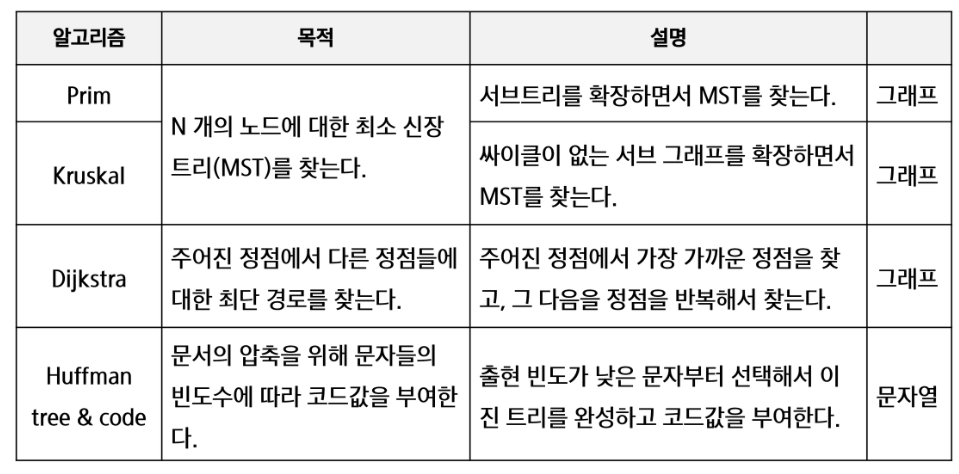 알고리즘 목적 설명
Prim
N 개의 노드에 대한 최소 신장
트리(MST)를 찾는다.
서브트리를 확장하면서 MST를 찾는다.
그래프
Kruskal
싸이클이 없는 서브 그래프를 확장하면서
MST를 찾는다.
그래프
Dijkstra
주어진 정점에서 다른 정점들에
대한 최단 경로를 찾는다.
주어진 정점에서 가장 가까운 정점을 찾
고, 그 다음을 정점을 반복해서 찾는다.
그래프
Huffman
tree & code
문서의 압축을 위해 문자들의
빈도수에 따라 코드값을 부여한
다.
출현 빈도가 낮은 문자부터 선택해서 이
진 트리를 완성하고 코드값을 부여한다.
문자열